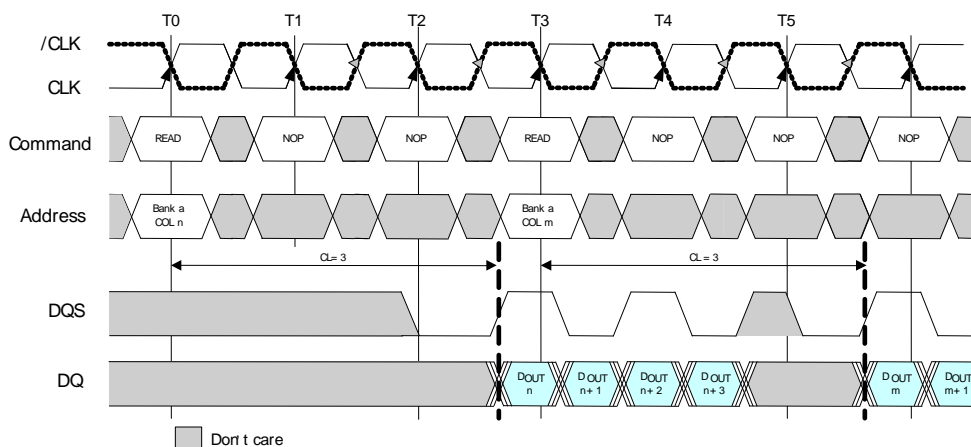 T0 T1 T2 T3 T4 T5
/CLK
CLK
Command READ NOP NOP READ NOP NOP NOP
Address Bank a COL n Bank a COL m
CL= 3 CL= 3
DQS
DQ DOUT n DOUT n+1 DOUT n+2 DOUT n+3 DOUT m DOUT m+1
Don't care